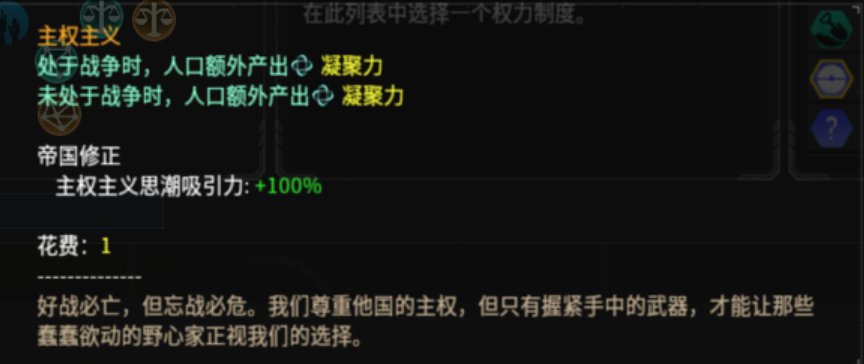 在此列表中选择一个权力制度。
主权主义
处于战争时，人口额外产出 凝聚力
未处于战争时，人口额外产出 凝聚力
帝国修正
主权主义思潮吸引力: +100%
花费： 1
--------------
好战必亡，但忘战必危。我们尊重他国的主权，但只有握紧手中的武器，才能让那些
蠢蠢欲动的野心家正视我们的选择。
?